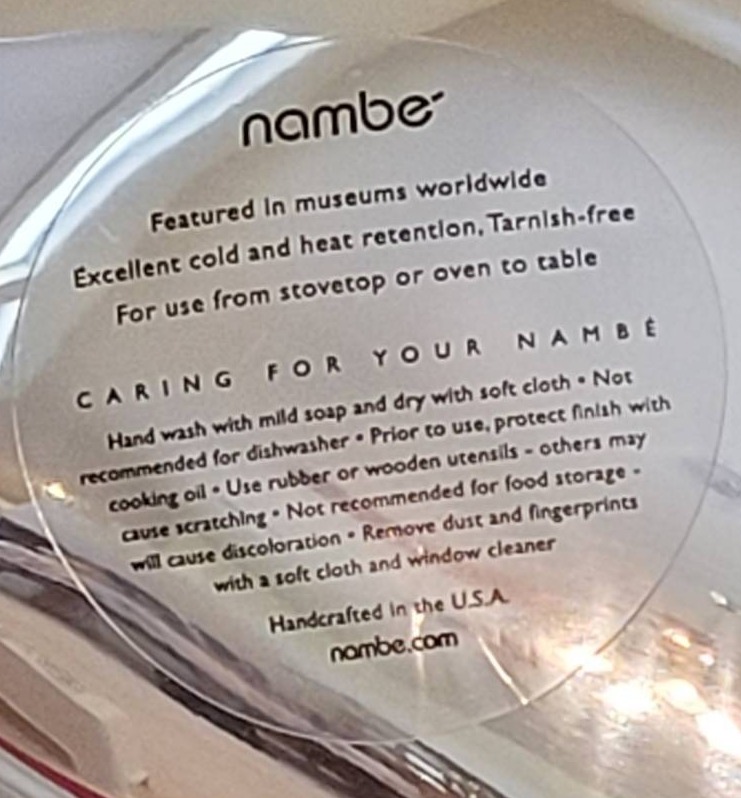 nambé
Featured in museums worldwide
Excellent cold and heat retention, Tarnish-free
For use from stovetop or oven to table
CARING FOR YOUR NAMBÉ
Hand wash with mild soap and dry with soft cloth • Not
recommended for dishwasher • Prior to use, protect finish with
cooking oil • Use rubber or wooden utensils – others may
cause scratching • Not recommended for food storage -
will cause discoloration • Remove dust and fingerprints
with a soft cloth and window cleaner
Handcrafted in the U.S.A.
nambe.com